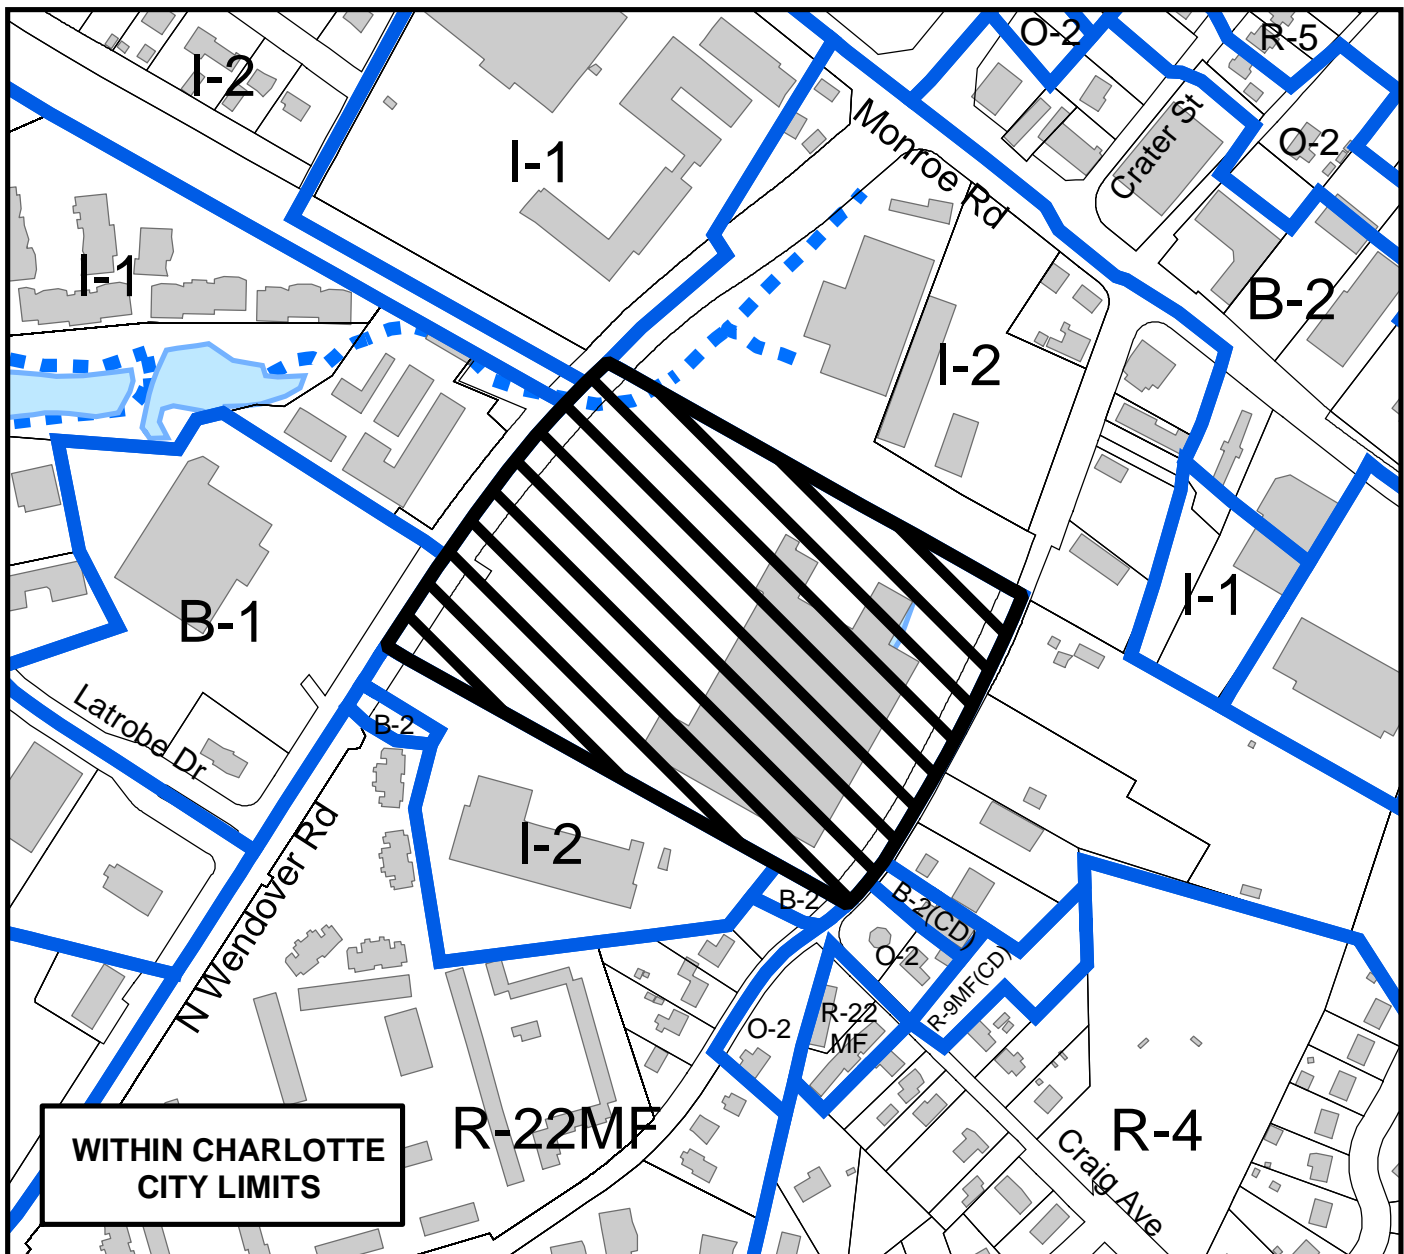 O-2
R-5
I-2
Monroe Rd
Crater St
O-2
I-1
I-1
B-2
I-2
I-1
B-1
Latrobe Dr
B-2
N Wendover Rd
I-2
B-2
B-2(CD)
O-2
R-9MF(CD)
O-2
R-22
MF
R-22MF
R-4
Craig Ave
WITHIN CHARLOTTE
CITY LIMITS